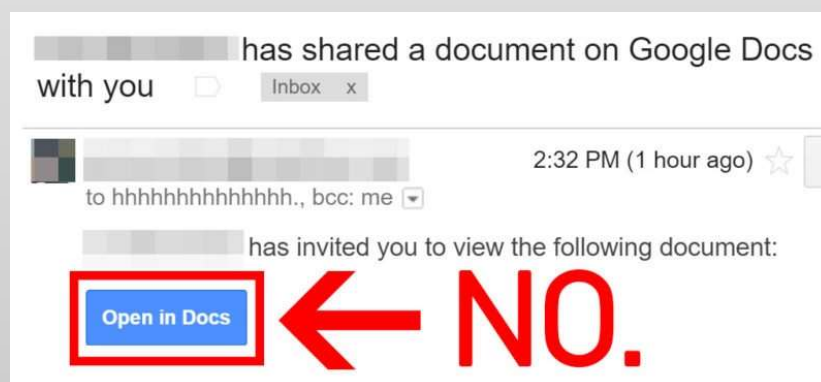 has shared a document on Google Docs
with you Inbox x
2:32 PM (1 hour ago)
to hhhhhhhhhhhhhh., bcc: me
has invited you to view the following document:
Open in Docs NO.